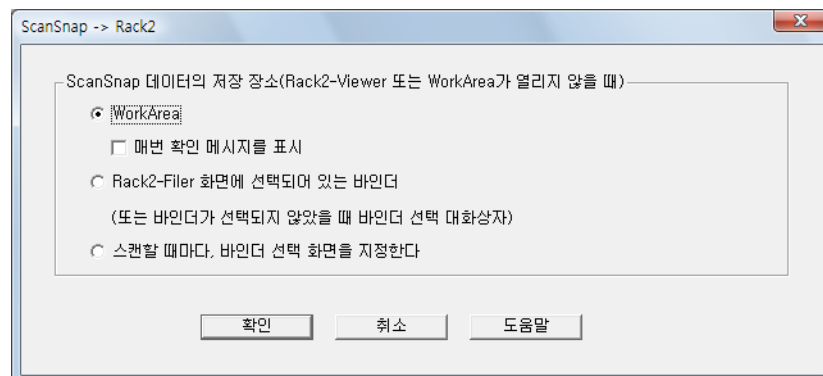 ScanSnap -> Rack2
ScanSnap 데이터의 저장 장소(Rack2-Viewer 또는 WorkArea가 열리지 않을 때)
WorkArea
매번 확인 메시지를 표시
Rack2-Filer 화면에 선택되어 있는 바인더
(또는 바인더가 선택되지 않았을 때 바인더 선택 대화상자)
스캔할 때마다, 바인더 선택 화면을 지정한다
확인 취소 도움말